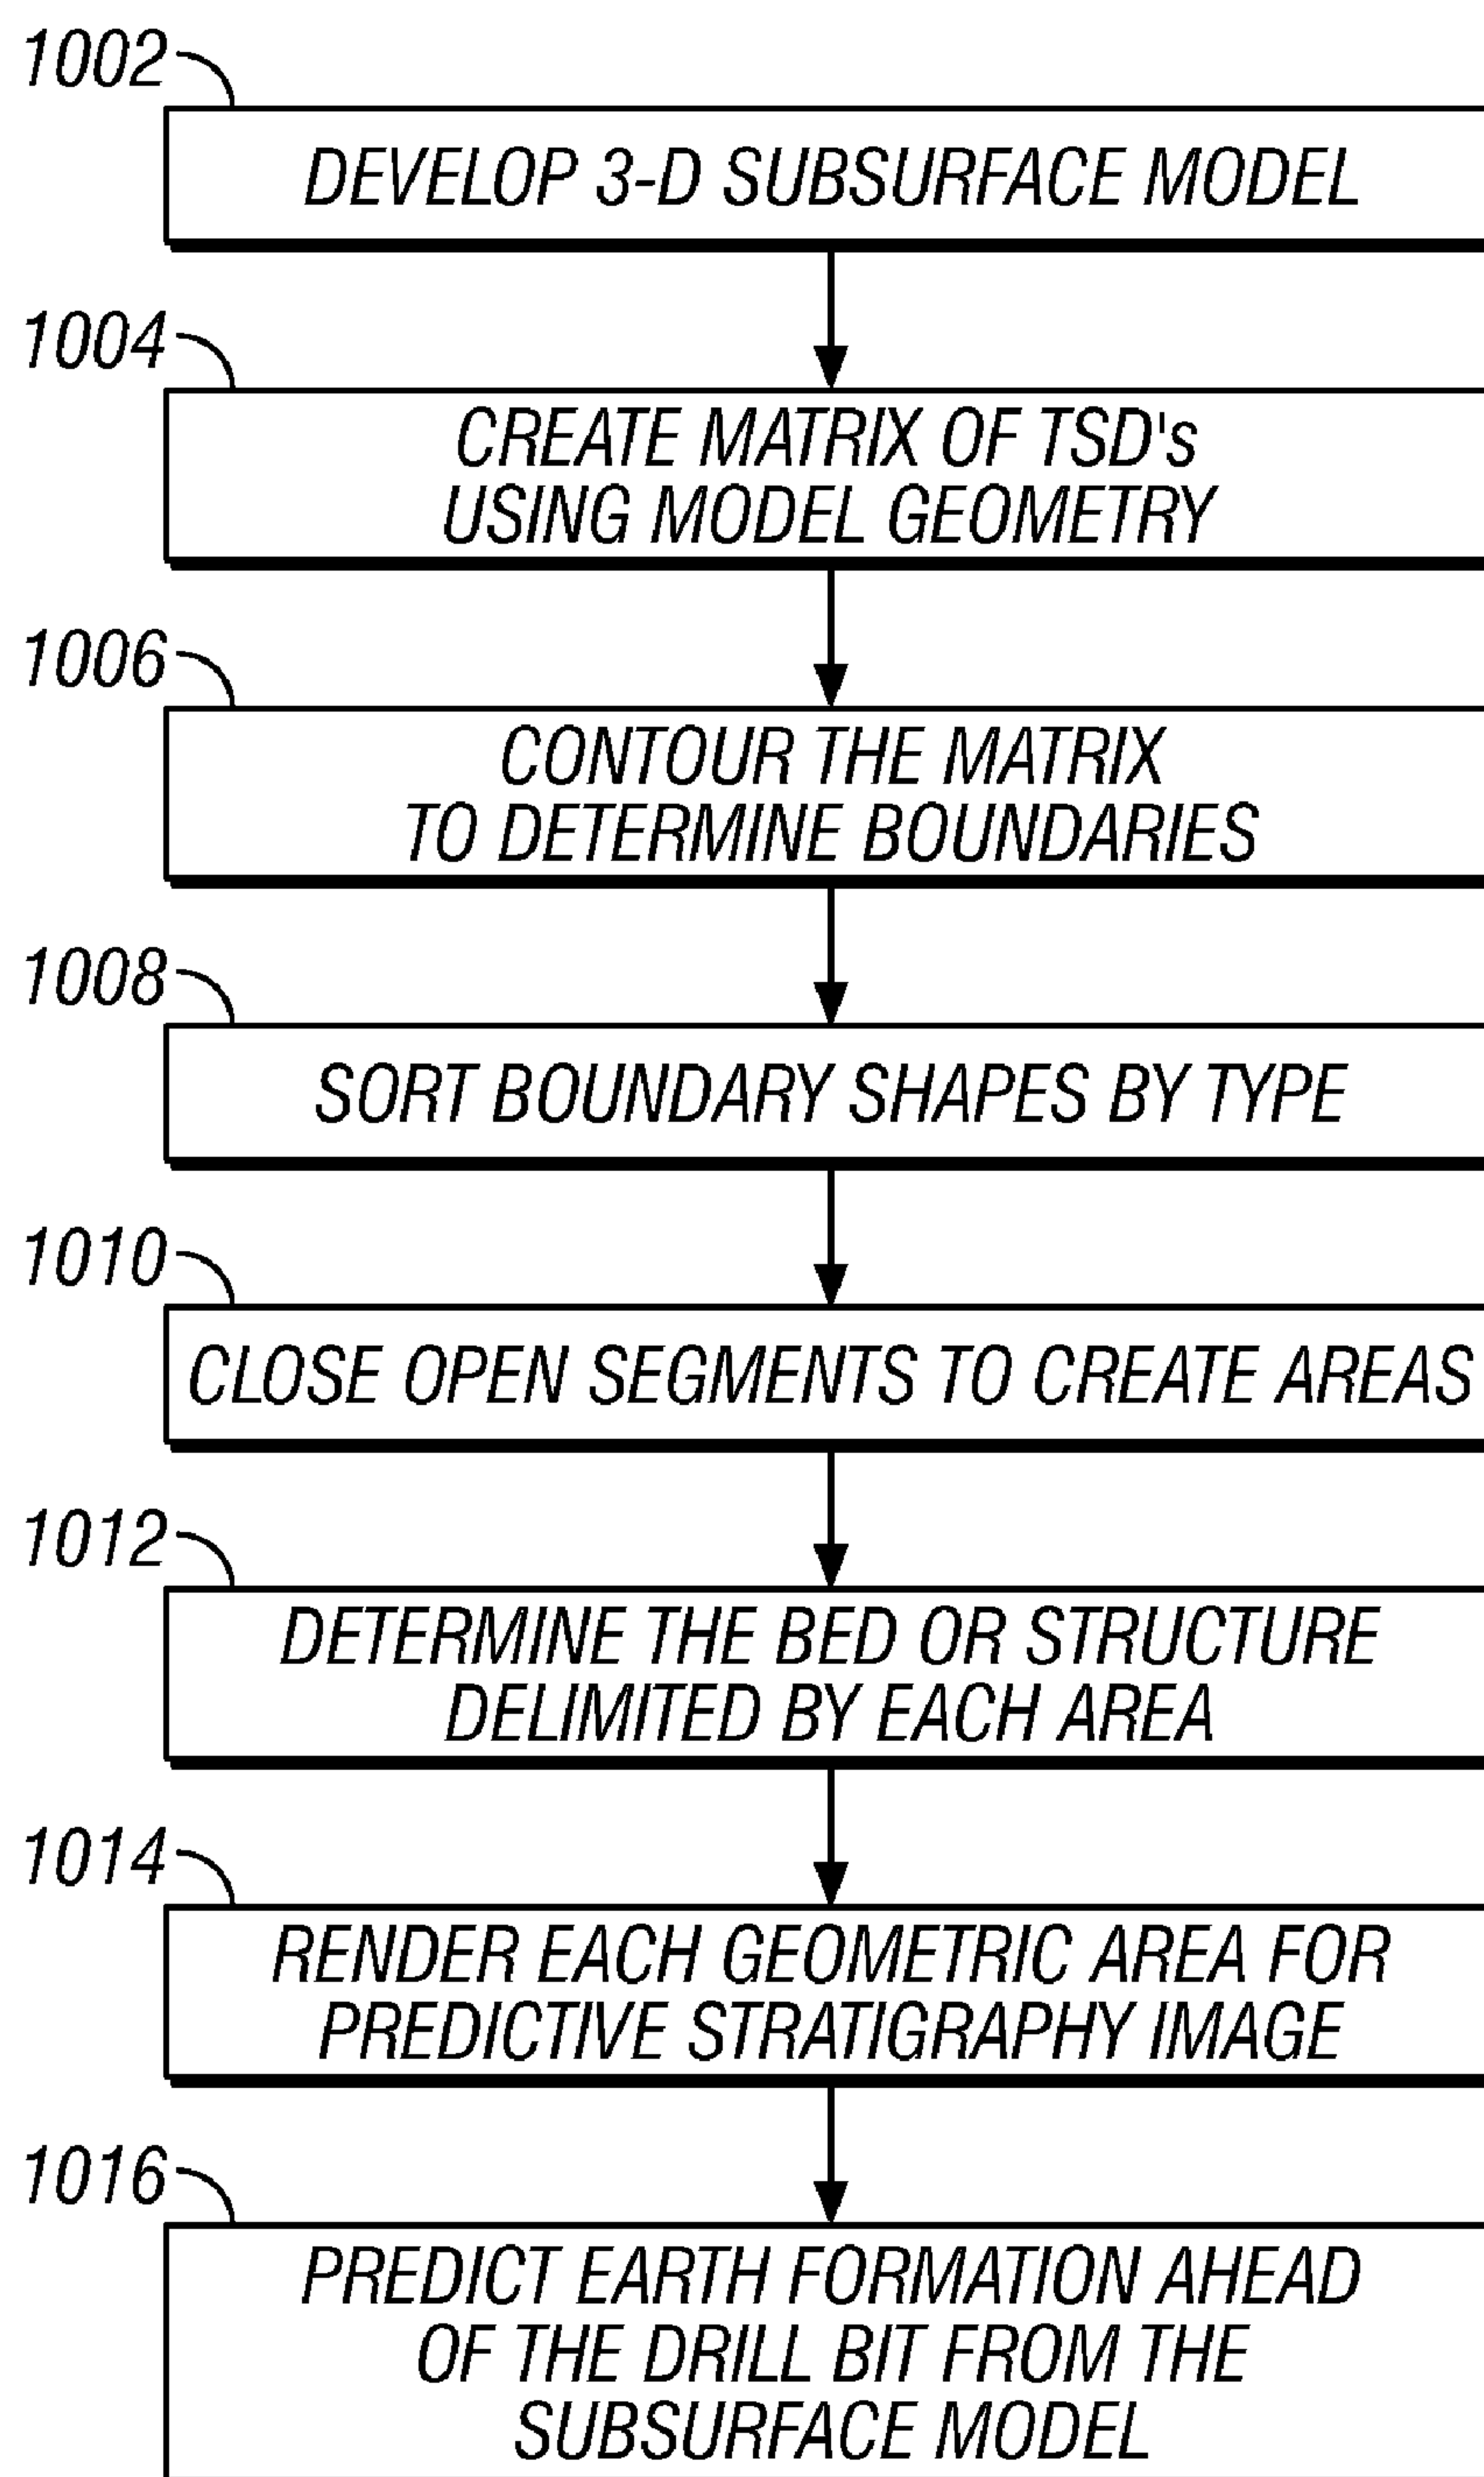 1002
DEVELOP 3-D SUBSURFACE MODEL
1004
CREATE MATRIX OF TSD's
USING MODEL GEOMETRY
1006
CONTOUR THE MATRIX
TO DETERMINE BOUNDARIES
1008
SORT BOUNDARY SHAPES BY TYPE
1010
CLOSE OPEN SEGMENTS TO CREATE AREAS
1012
DETERMINE THE BED OR STRUCTURE
DELIMITED BY EACH AREA
1014
RENDER EACH GEOMETRIC AREA FOR
PREDICTIVE STRATIGRAPHY IMAGE
1016
PREDICT EARTH FORMATION AHEAD
OF THE DRILL BIT FROM THE
SUBSURFACE MODEL